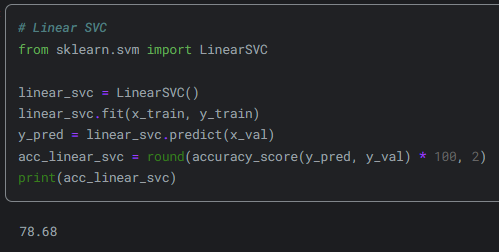 # Linear SVC
from sklearn.svm import LinearSVC
linear_svc = LinearSVC()
linear_svc.fit(x_train, y_train)
y_pred = linear_svc.predict(x_val)
acc_linear_svc = round(accuracy_score(y_pred, y_val) * 100, 2)
print(acc_linear_svc)
78.68